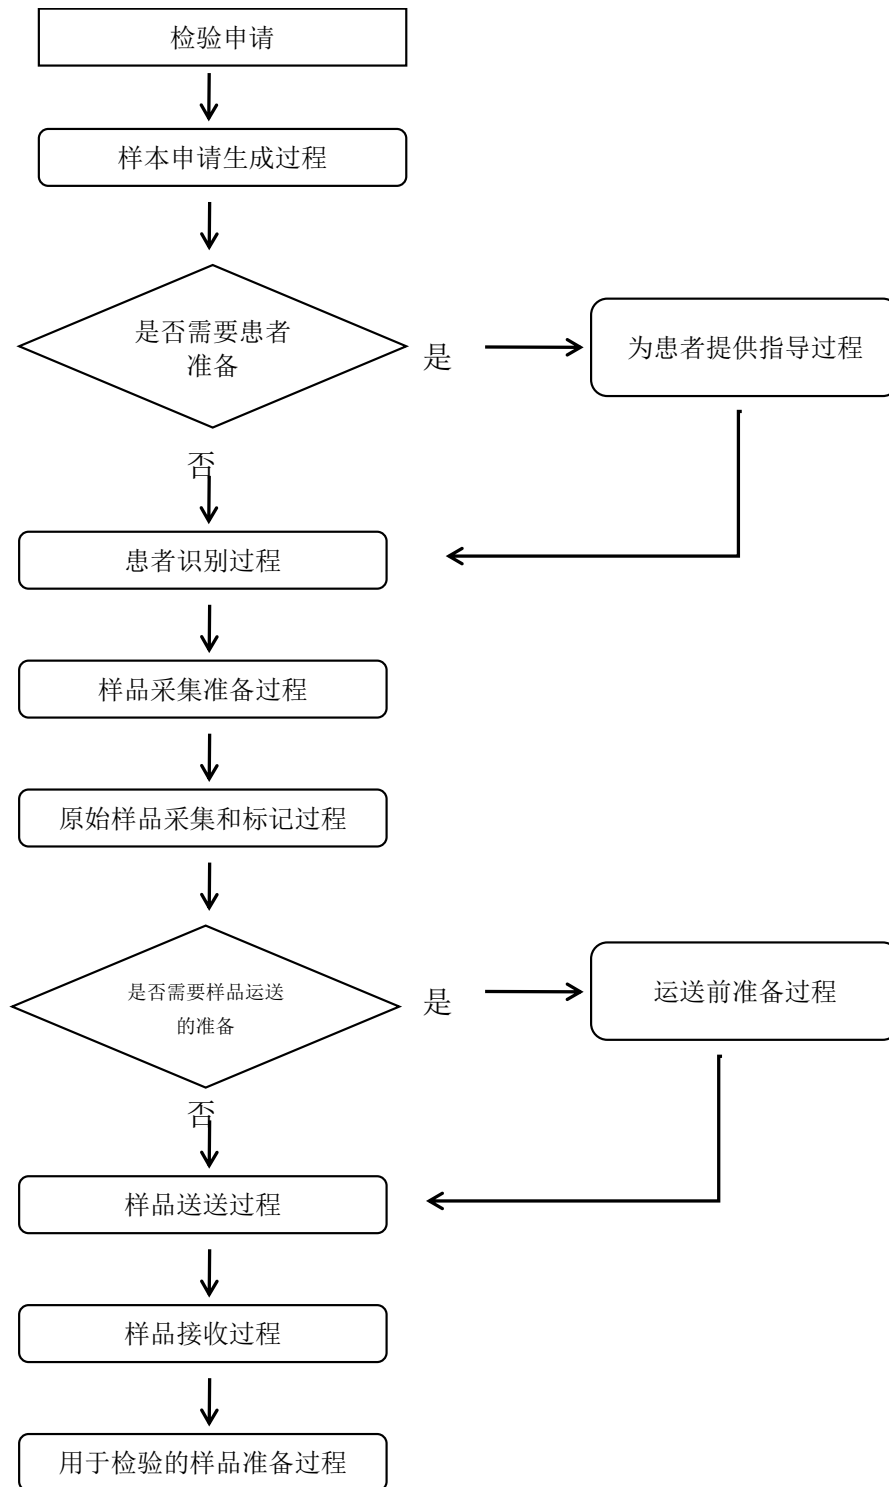 检验申请
样本申请生成过程
是否需要患者
准备
是
为患者提供指导过程
否
患者识别过程
样品采集准备过程
原始样品采集和标记过程
是否需要样品运送
的准备
是
运送前准备过程
否
样品送送过程
样品接收过程
用于检验的样品准备过程